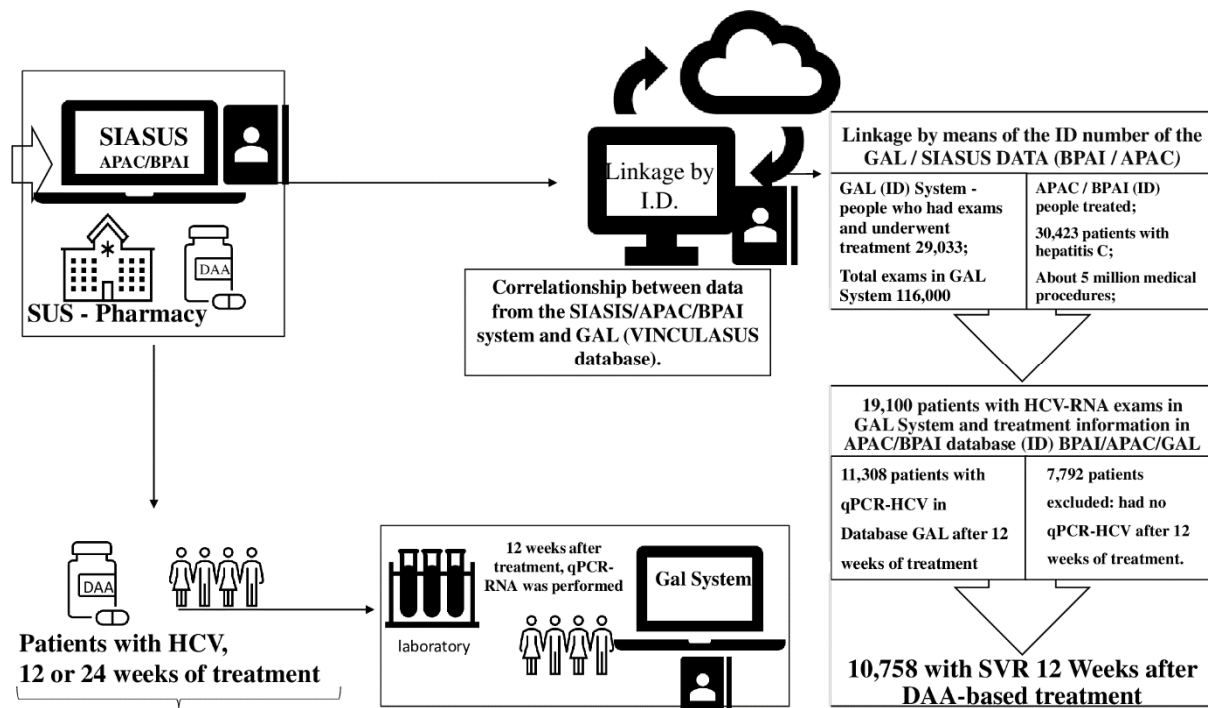 SIASUS
APAC/BPAI
DAA
SUS - Pharmacy
Linkage by
I.D.
Correlationship between data
from the SIASIS/APAC/BPAI
system and GAL (VINCULASUS
database).
Linkage by means of the ID number of the
GAL / SIASUS DATA (BPAI / APAC)
GAL (ID) System -
people who had exams
and underwent
treatment 29,033;
Total exams in GAL
System 116,000
APAC / BPAI (ID)
people treated;
30,423 patients with
hepatitis C;
About 5 million medical
procedures;
19,100 patients with HCV-RNA exams in
GAL System and treatment information in
APAC/BPAI database (ID) BPAI/APAC/GAL
11,308 patients with
qPCR-HCV in
Database GAL after 12
weeks of treatment
7,792 patients
excluded: had no
qPCR-HCV after 12
weeks of treatment.
10,758 with SVR 12 Weeks after
DAA-based treatment
DAA
Patients with HCV,
12 or 24 weeks of treatment
laboratory
12 weeks after
treatment, qPCR-
RNA was performed
Gal System